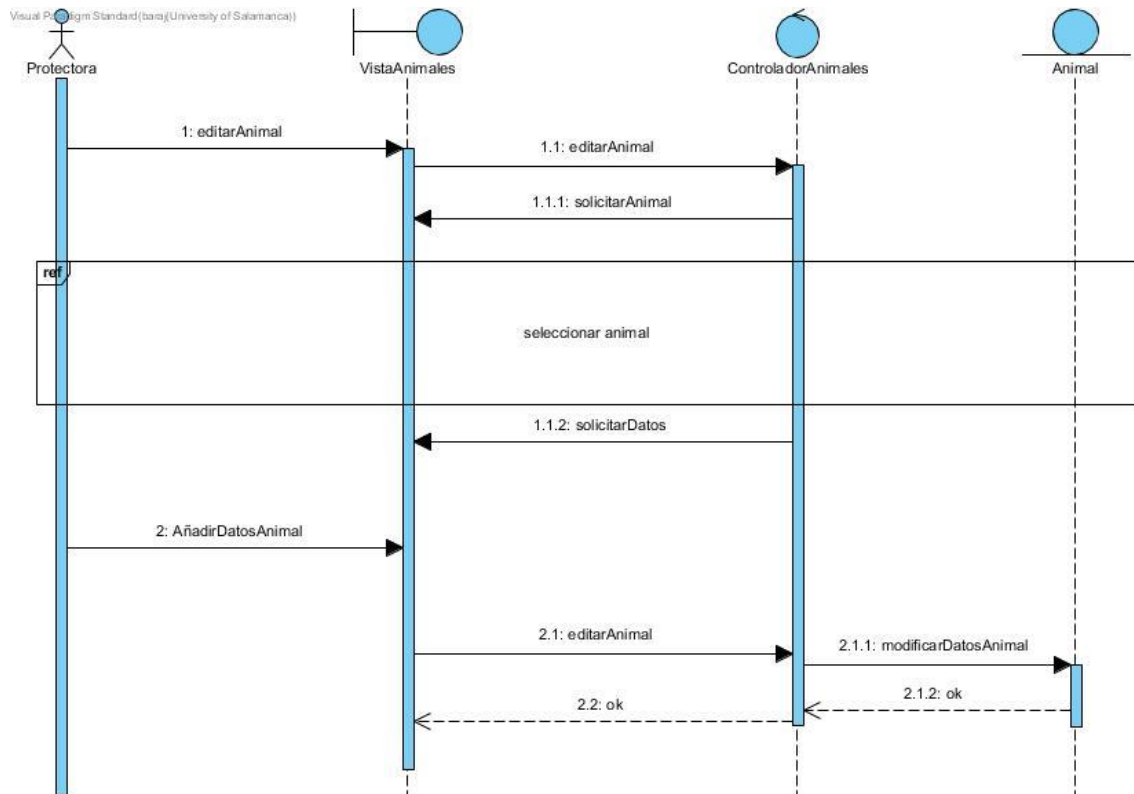 Visual Paradigm Standard(baraj(University of Salamanca))
Protectora
VistaAnimales
ControladorAnimales
Animal
1: editarAnimal
1.1: editarAnimal
1.1.1: solicitarAnimal
ref
seleccionar animal
1.1.2: solicitarDatos
2: AñadirDatosAnimal
2.1: editarAnimal
2.1.1: modificarDatosAnimal
2.1.2: ok
2.2: ok